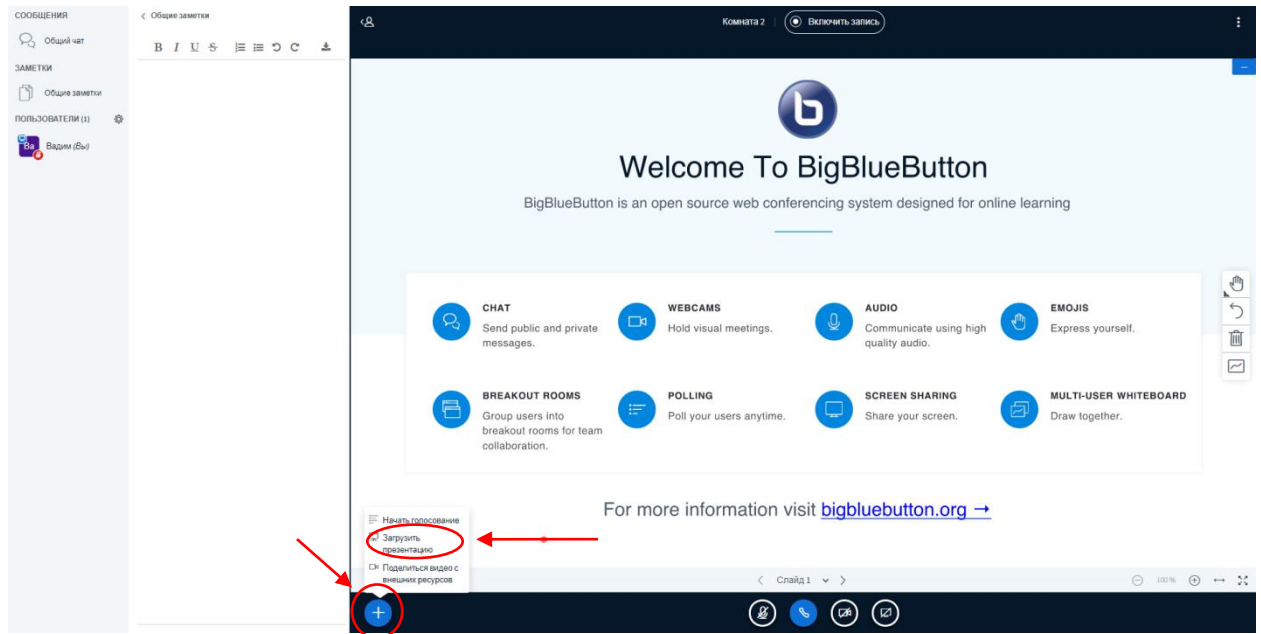 СООБЩЕНИЯ
Общий чат
ЗАМЕТКИ
Общие заметки
ПОЛЬЗОВАТЕЛИ (1)
Ва
Вадим (Вы)
Общие заметки
B I U S
Комната 2
Включить запись
b
Welcome To BigBlueButton
BigBlueButton is an open source web conferencing system designed for online learning
CHAT
Send public and private
messages.
WEBCAMS
Hold visual meetings.
AUDIO
Communicate using high
quality audio.
EMOJIS
Express yourself.
BREAKOUT ROOMS
Group users into
breakout rooms for team
collaboration.
POLLING
Poll your users anytime.
SCREEN SHARING
Share your screen.
MULTI-USER WHITEBOARD
Draw together.
For more information visit bigbluebutton.org →
Начать голосование
Загрузить
презентацию
Поделиться видео с
внешних ресурсов
Слайд 1
100%